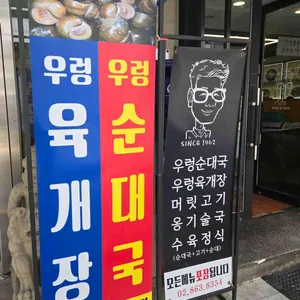 우렁
육개장
우렁
순대국
SINCE 1962
우렁순대국
우렁육개장
머릿고기
옹기술국
수육정식
(순대국+고기+순대)
모든메뉴포장됩니다
02.863.8354